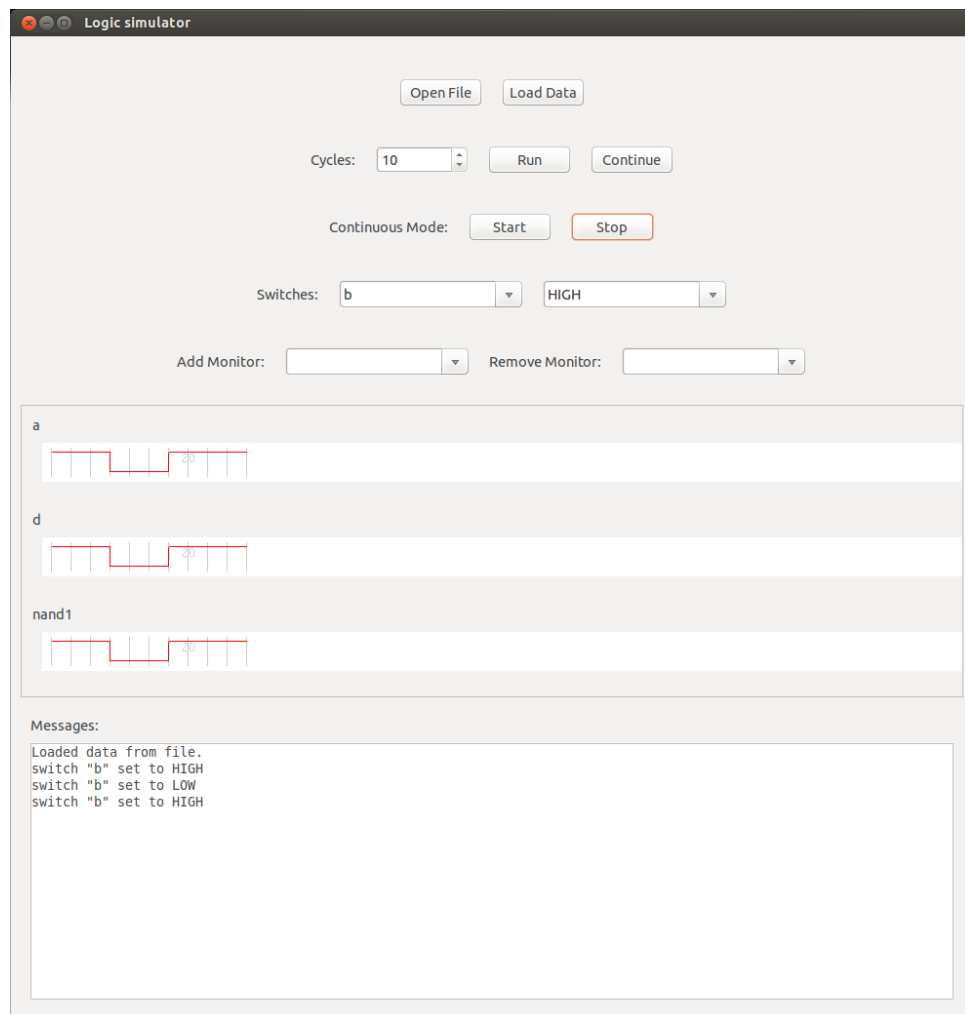 Logic simulator
Open File Load Data
Cycles: 10 Run Continue
Continuous Mode: Start Stop
Switches: b HIGH
Add Monitor: Remove Monitor:
a
20
d
20
nand1
20
Messages:
Loaded data from file.
switch "b" set to HIGH
switch "b" set to LOW
switch "b" set to HIGH